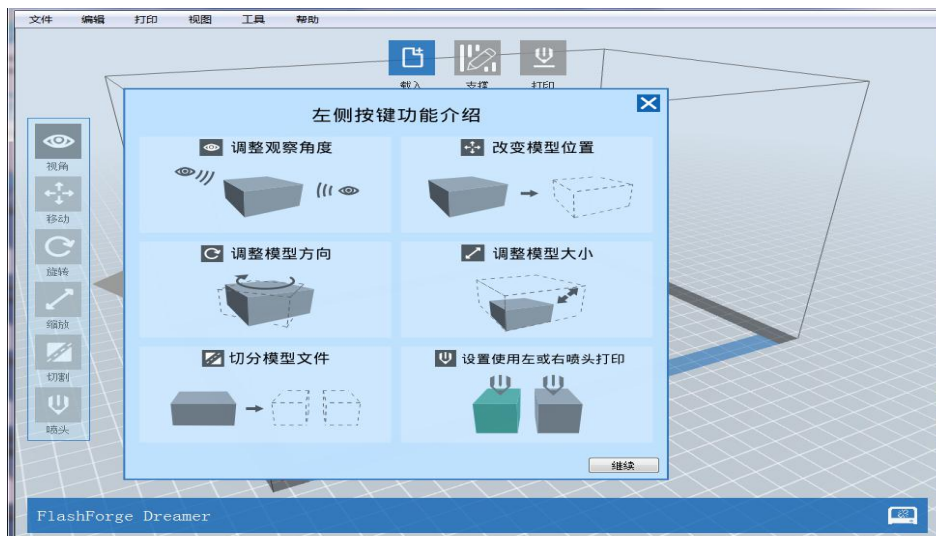 文件 编辑 打印 视图 工具 帮助
载入 支撑 打印
左侧按键功能介绍
调整观察角度 改变模型位置
调整模型方向 调整模型大小
切分模型文件 设置使用左或右喷头打印
继续
视角
移动
旋转
缩放
切割
喷头
FlashForge Dreamer